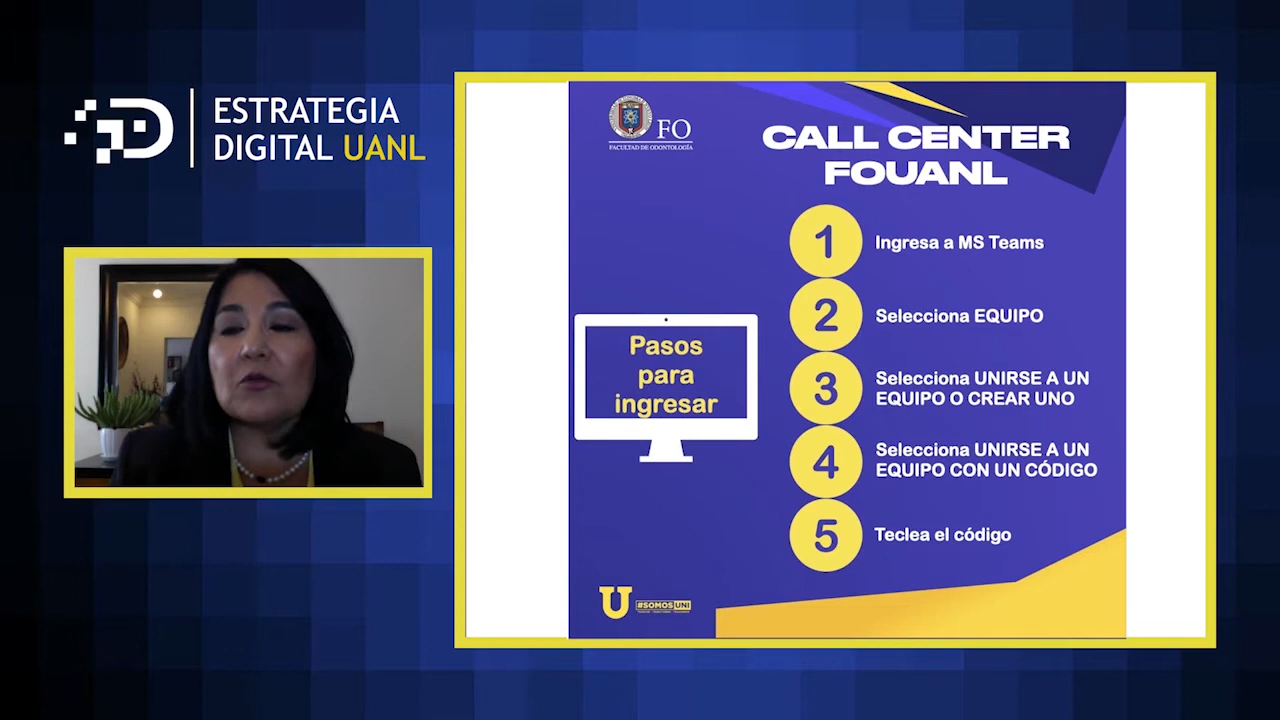 ESTRATEGIA
DIGITAL UANL
FO
FACULTAD DE ODONTOLOGÍA
CALL CENTER
FOUANL
1
Ingresa a MS Teams
2
Selecciona EQUIPO
3
Selecciona UNIRSE A UN
EQUIPO O CREAR UNO
4
Selecciona UNIRSE A UN
EQUIPO CON UN CÓDIGO
5
Teclea el código
Pasos
para
ingresar
U
#SOMOSUNI